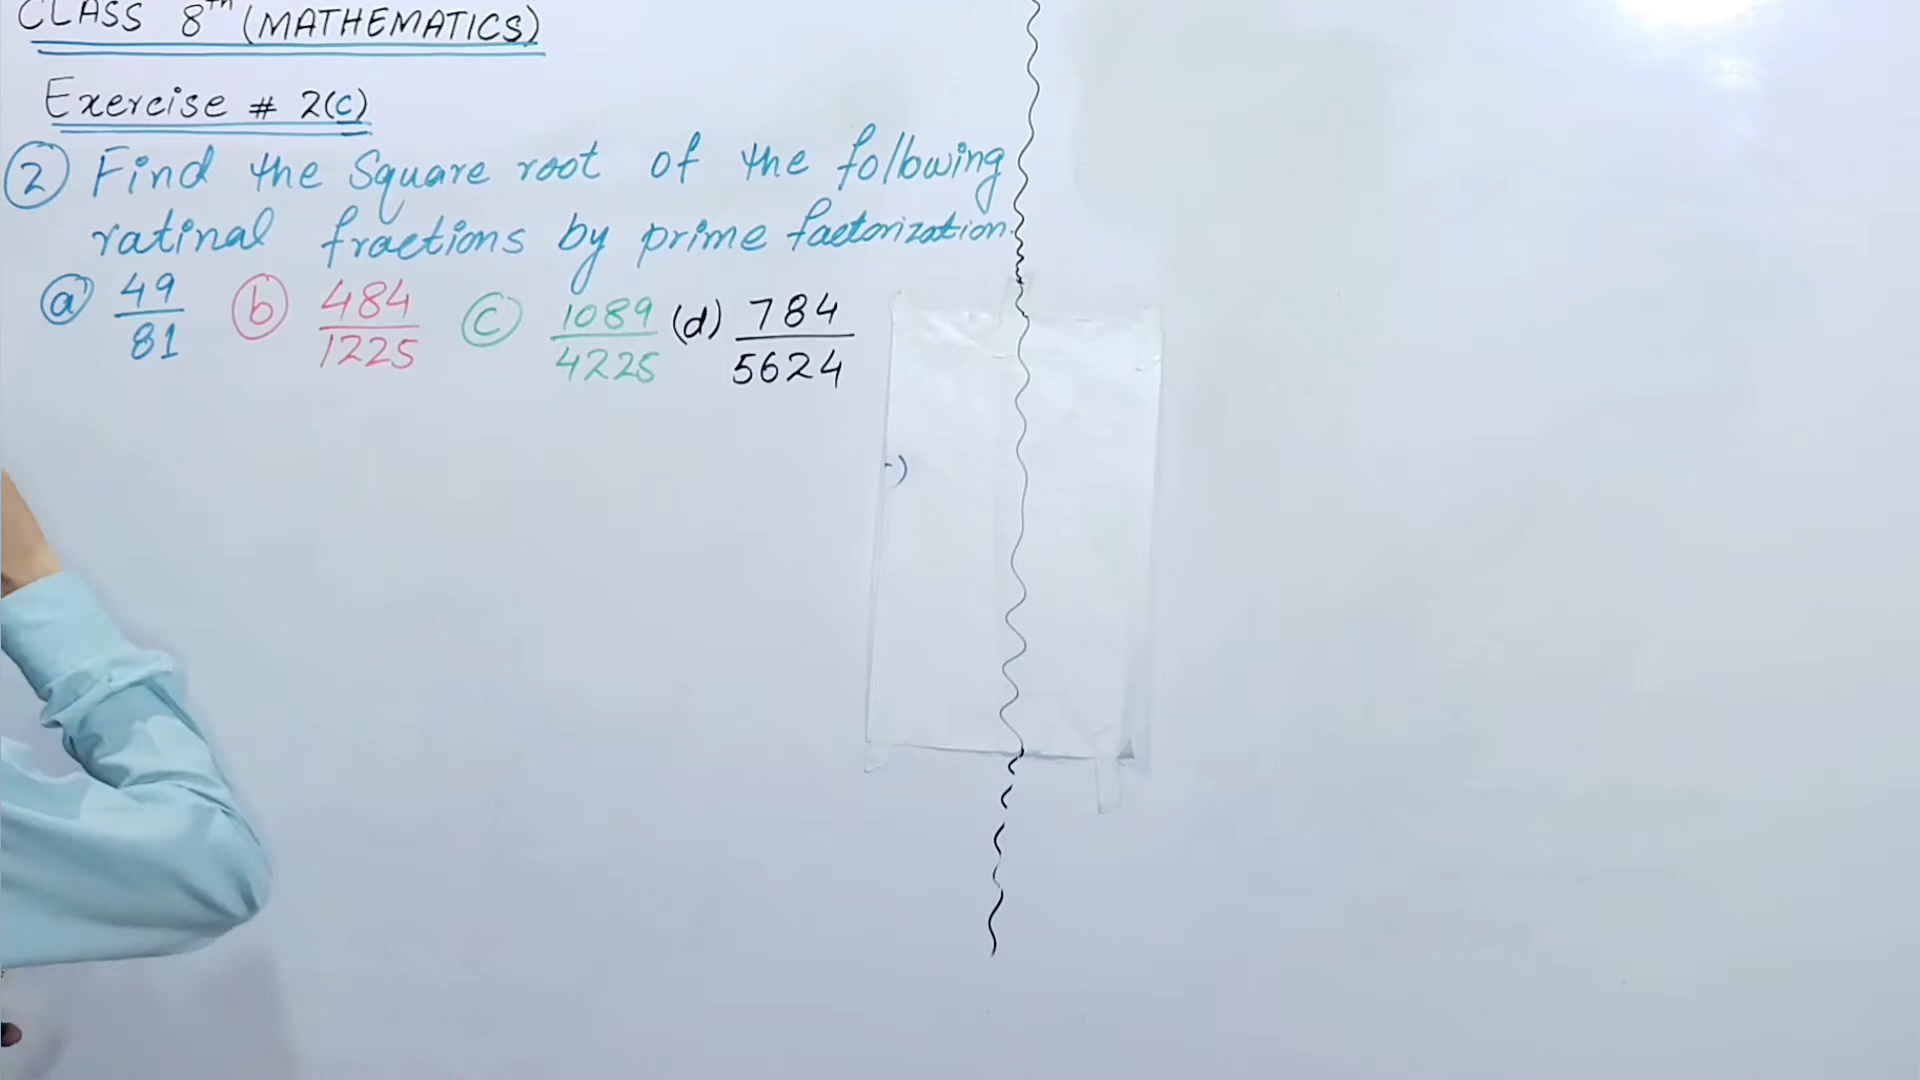 CLASS 8th (MATHEMATICS)
Exercise # 2(c)
2 Find the Square root of the following
ratinal fractions by prime factorization.
a 49/81 b 484/1225 c 1089/4225 (d) 784/5624